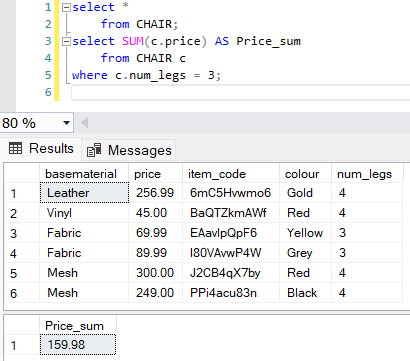 1 select *
2 from CHAIR;
3 select SUM(c.price) AS Price_sum
4 from CHAIR c
5 where c.num_legs = 3;
6
80 %
Results Messages
basematerial price item_code colour num_legs
1 Leather 256.99 6mC5Hvwmo6 Gold 4
2 Vinyl 45.00 BaQTZkmAWf Red 4
3 Fabric 69.99 EAavlpQpF6 Yellow 3
4 Fabric 89.99 I80VAvwP4W Grey 3
5 Mesh 300.00 J2CB4qX7by Red 4
6 Mesh 249.00 PPi4acu83n Black 4
Price_sum
1 159.98